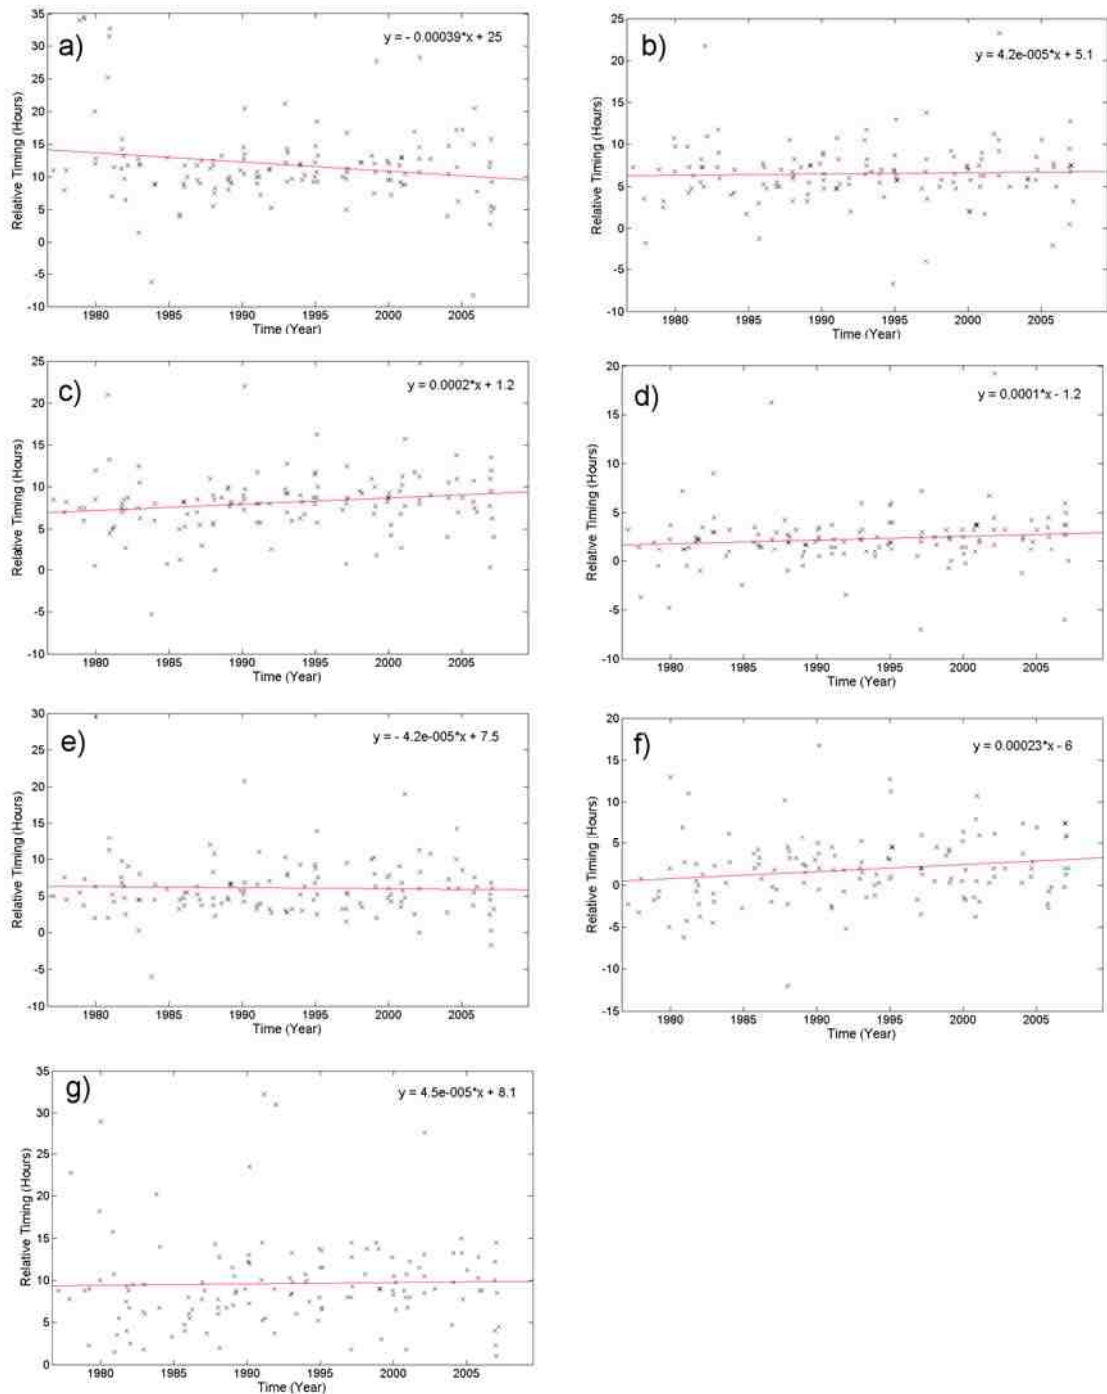 a)
y = - 0.00039*x + 25
35
30
25
20
15
10
5
0
-5
-10
Relative Timing (Hours)
1980 1985 1990 1995 2000 2005
Time (Year)
b)
y = 4.2e-005*x + 5.1
25
20
15
10
5
0
-5
-10
Relative Timing (Hours)
1980 1985 1990 1995 2000 2005
Time (Year)
c)
y = 0.0002*x + 1.2
25
20
15
10
5
0
-5
-10
Relative Timing (Hours)
1980 1985 1990 1995 2000 2005
Time (Year)
d)
y = 0.0001*x - 1.2
20
15
10
5
0
-5
-10
Relative Timing (Hours)
1980 1985 1990 1995 2000 2005
Time (Year)
e)
y = - 4.2e-005*x + 7.5
30
25
20
15
10
5
0
-5
-10
Relative Timing (Hours)
1980 1985 1990 1995 2000 2005
Time (Year)
f)
y = 0.00023*x - 6
20
15
10
5
0
-5
-10
-15
Relative Timing (Hours)
1980 1985 1990 1995 2000 2005
Time (Year)
g)
y = 4.5e-005*x + 8.1
35
30
25
20
15
10
5
0
Relative Timing (Hours)
1980 1985 1990 1995 2000 2005
Time (Year)